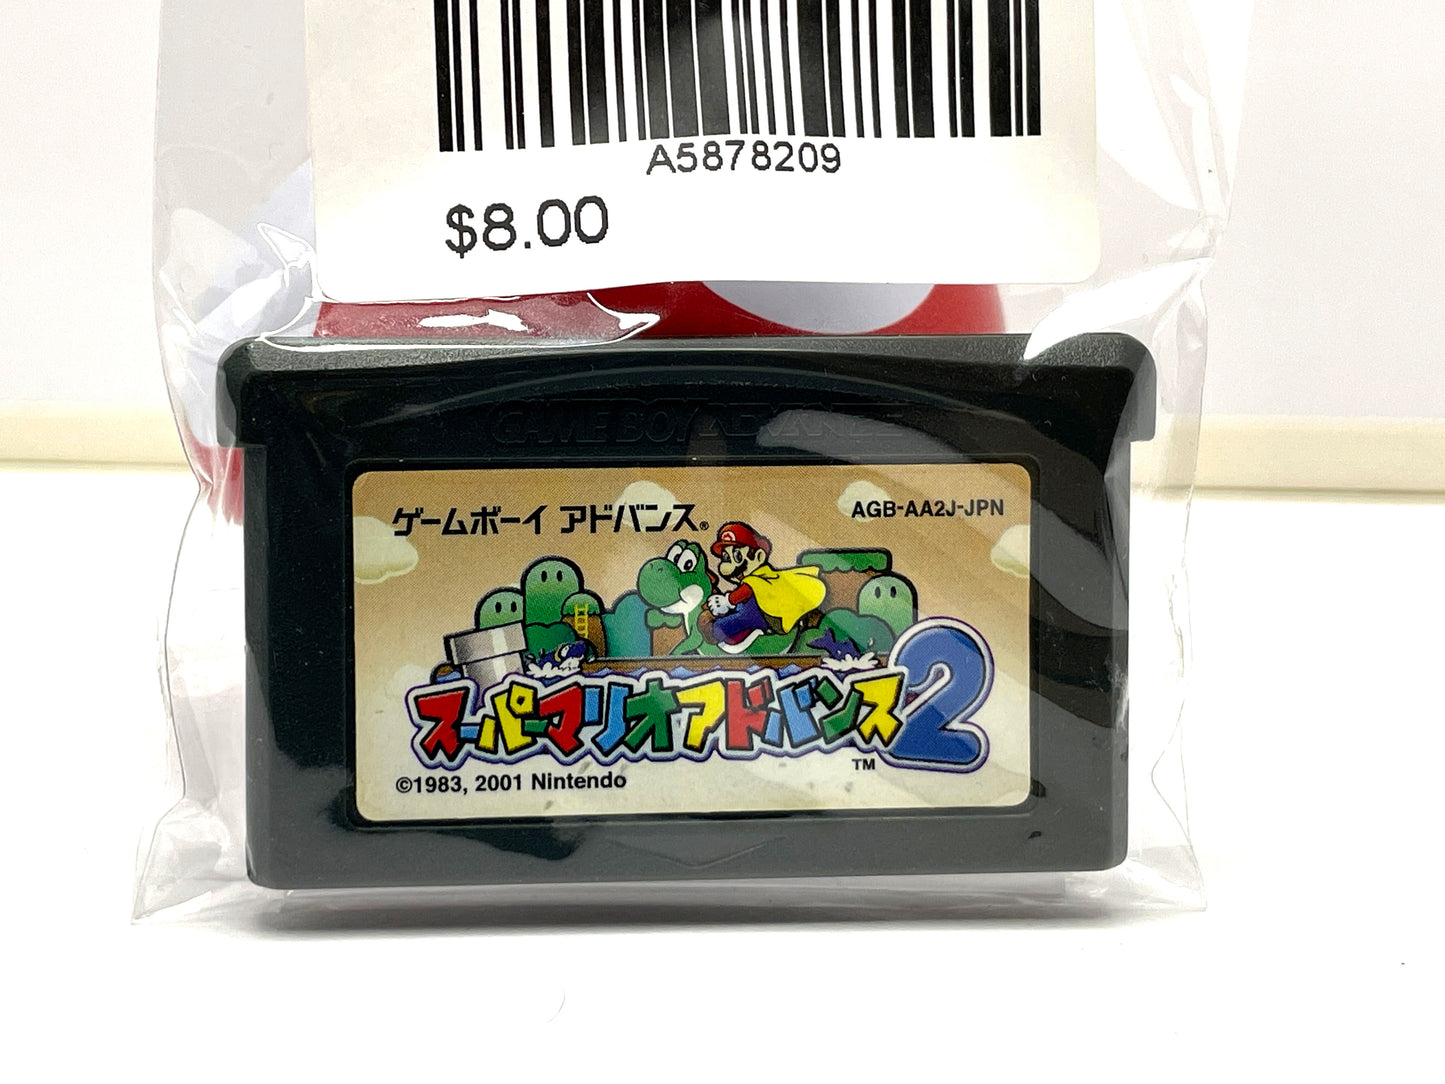 A5878209
$8.00
GAME BOY ADVANCE
ゲームボーイ アドバンス®
AGB-AA2J-JPN
スーパーマリオアドバンス2
TM
©1983, 2001 Nintendo